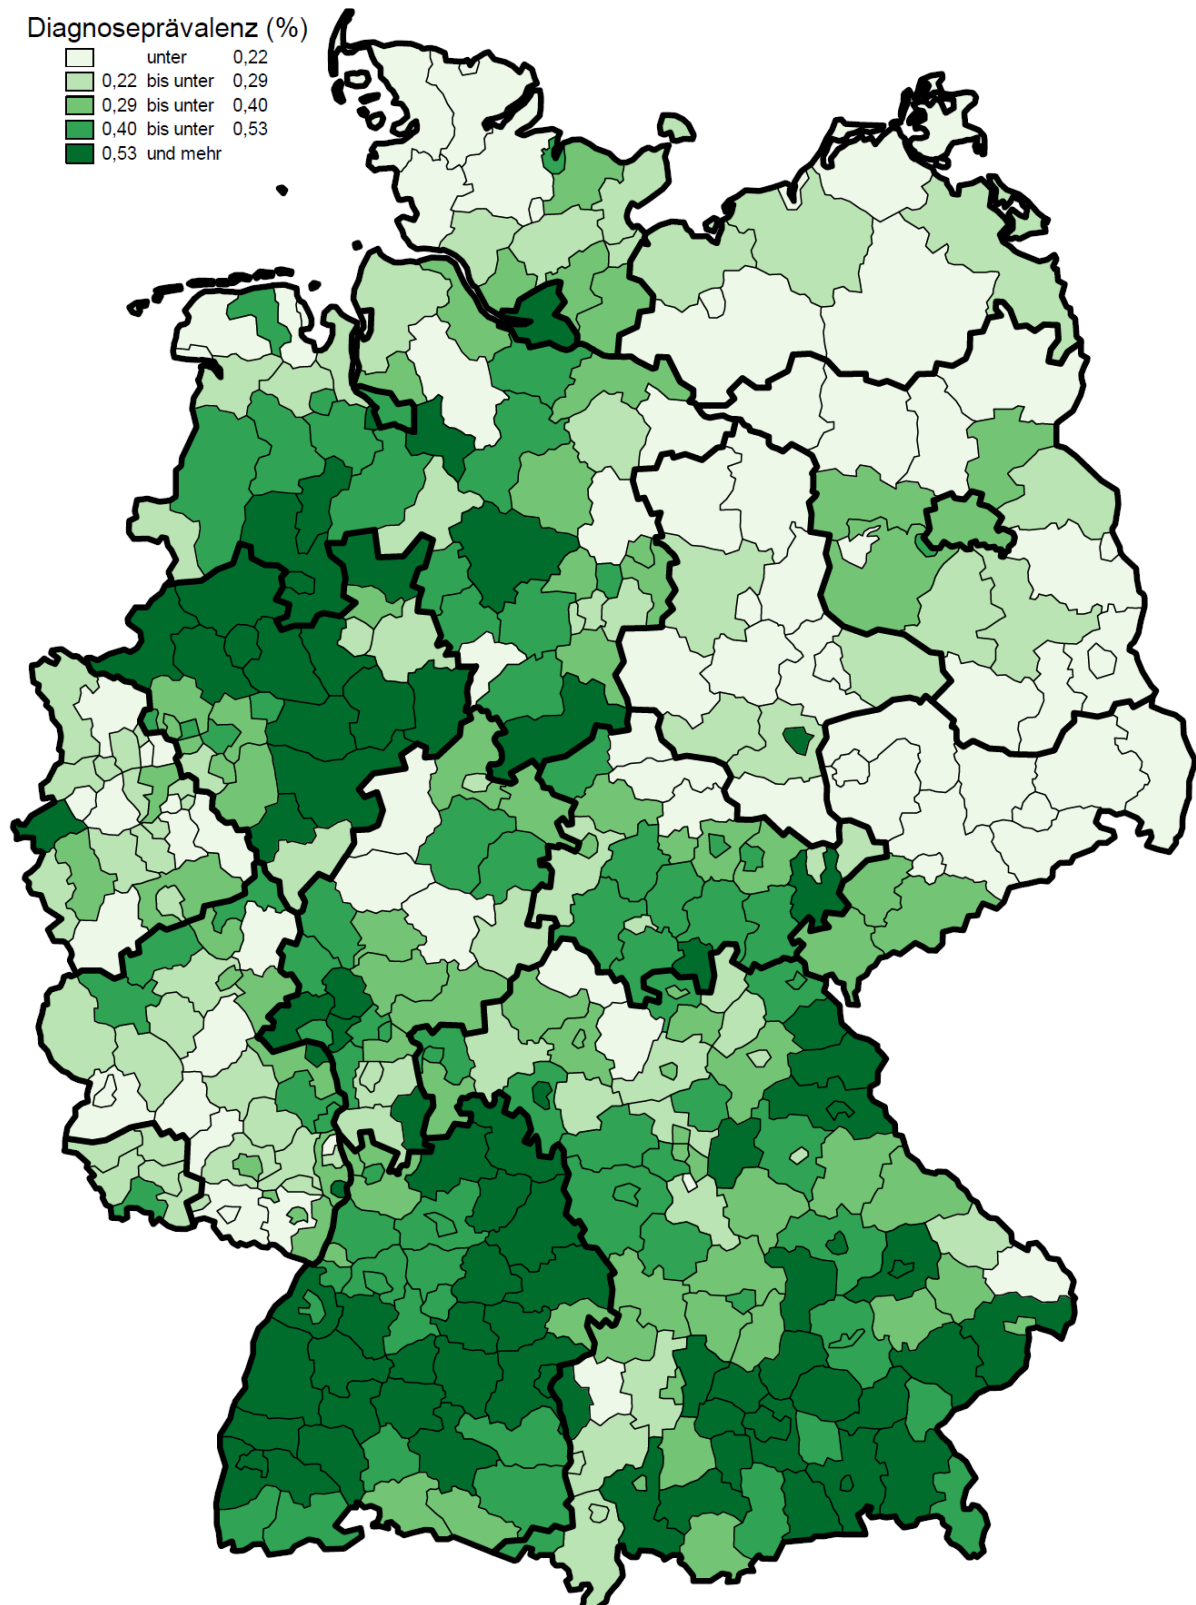 Diagnoseprävalenz (%)
unter 0,22
0,22 bis unter 0,29
0,29 bis unter 0,40
0,40 bis unter 0,53
0,53 und mehr